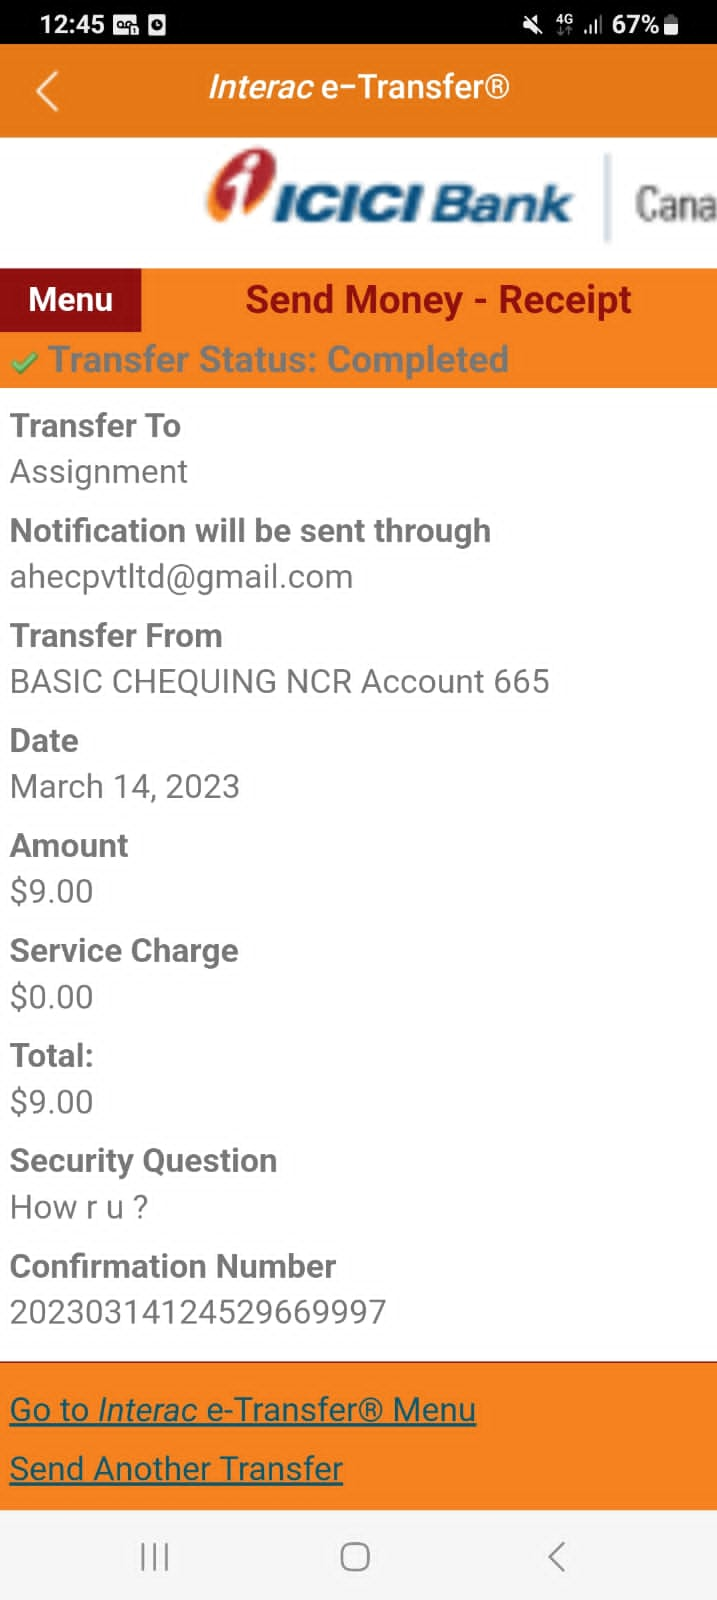 12:45 4G 67%
Interac e-Transfer®
ICICI Bank Cana
Menu Send Money - Receipt
Transfer Status: Completed
Transfer To
Assignment
Notification will be sent through
ahecpvtltd@gmail.com
Transfer From
BASIC CHEQUING NCR Account 665
Date
March 14, 2023
Amount
$9.00
Service Charge
$0.00
Total:
$9.00
Security Question
How r u ?
Confirmation Number
20230314124529669997
Go to Interac e-Transfer® Menu
Send Another Transfer